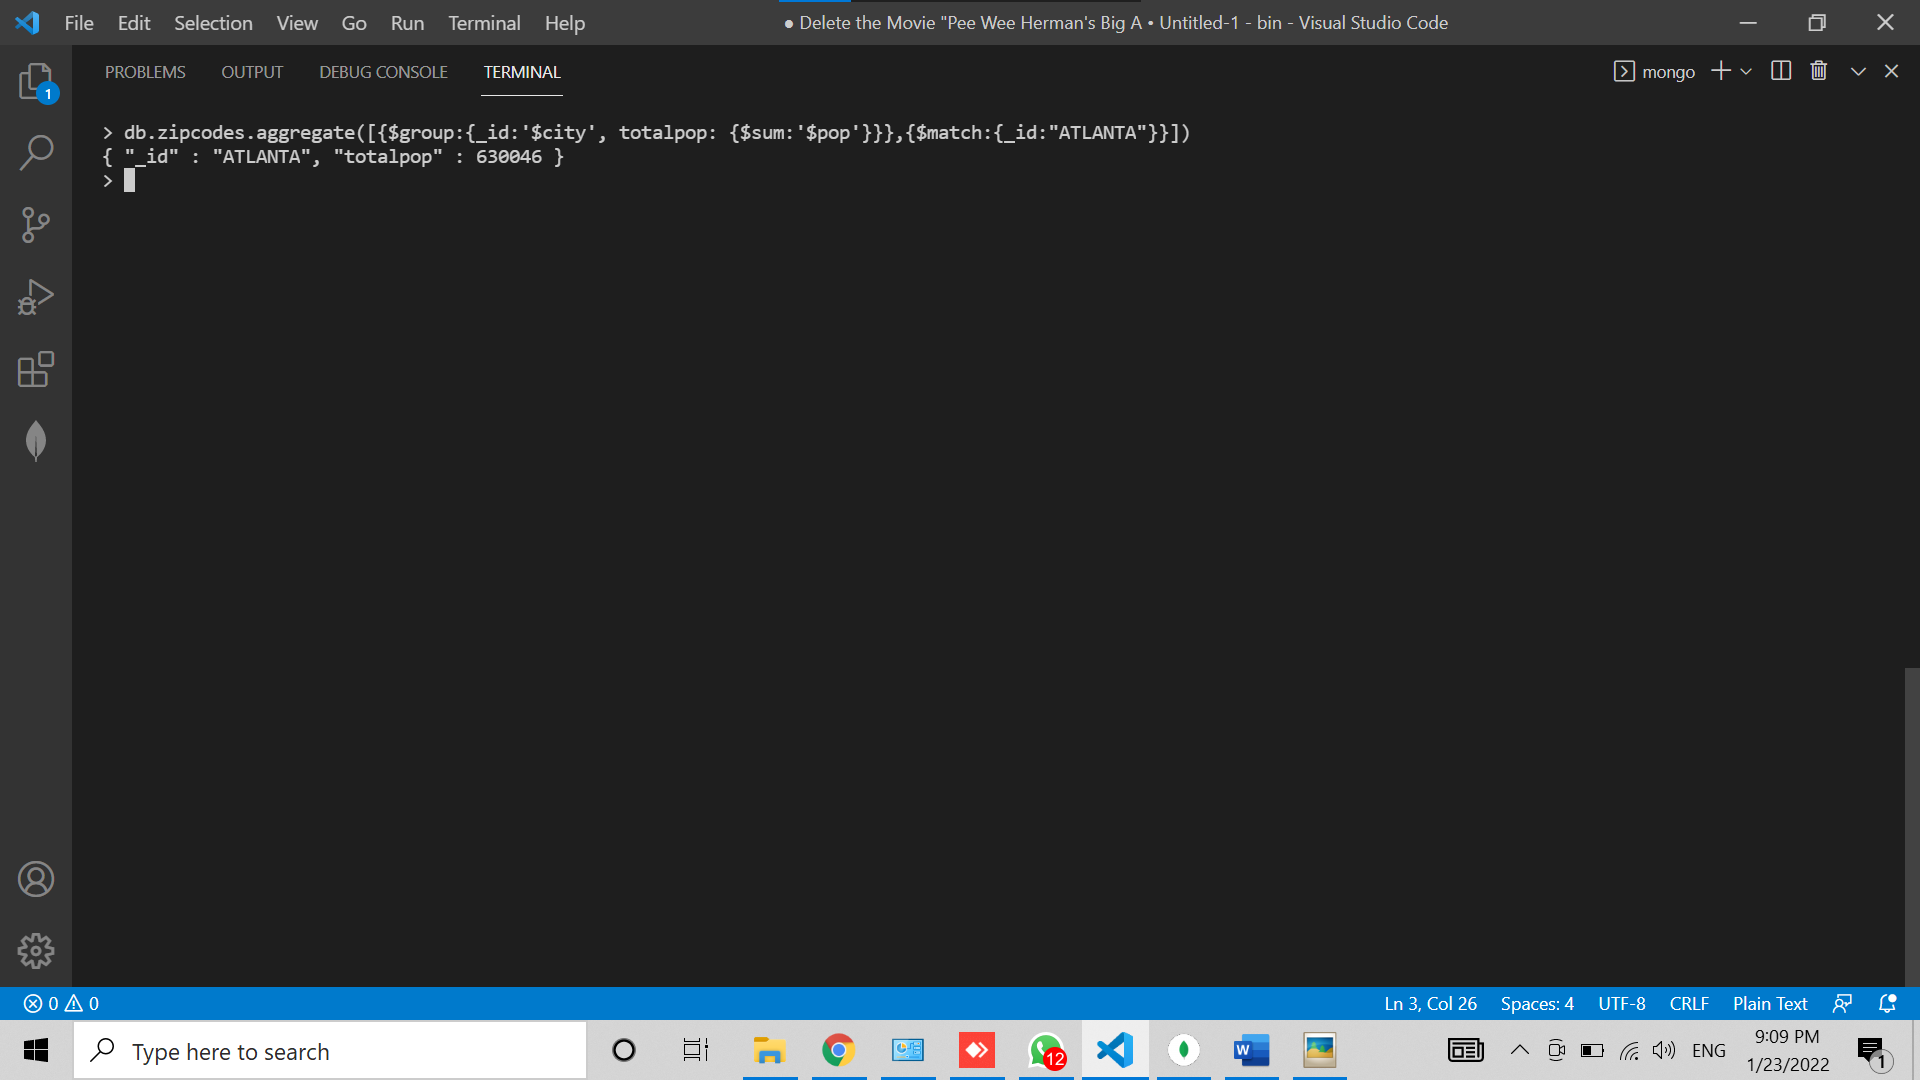 File Edit Selection View Go Run Terminal Help
● Delete the Movie "Pee Wee Herman's Big A • Untitled-1 - bin - Visual Studio Code
PROBLEMS OUTPUT DEBUG CONSOLE TERMINAL
mongo
1
> db.zipcodes.aggregate([{$group:{_id:'$city', totalpop: {$sum:'$pop'}}},{$match:{_id:"ATLANTA"}}])
{ "_id" : "ATLANTA", "totalpop" : 630046 }
>
0 0
Ln 3, Col 26 Spaces: 4 UTF-8 CRLF Plain Text
Type here to search
12
W
ENG
9:09 PM
1/23/2022
1